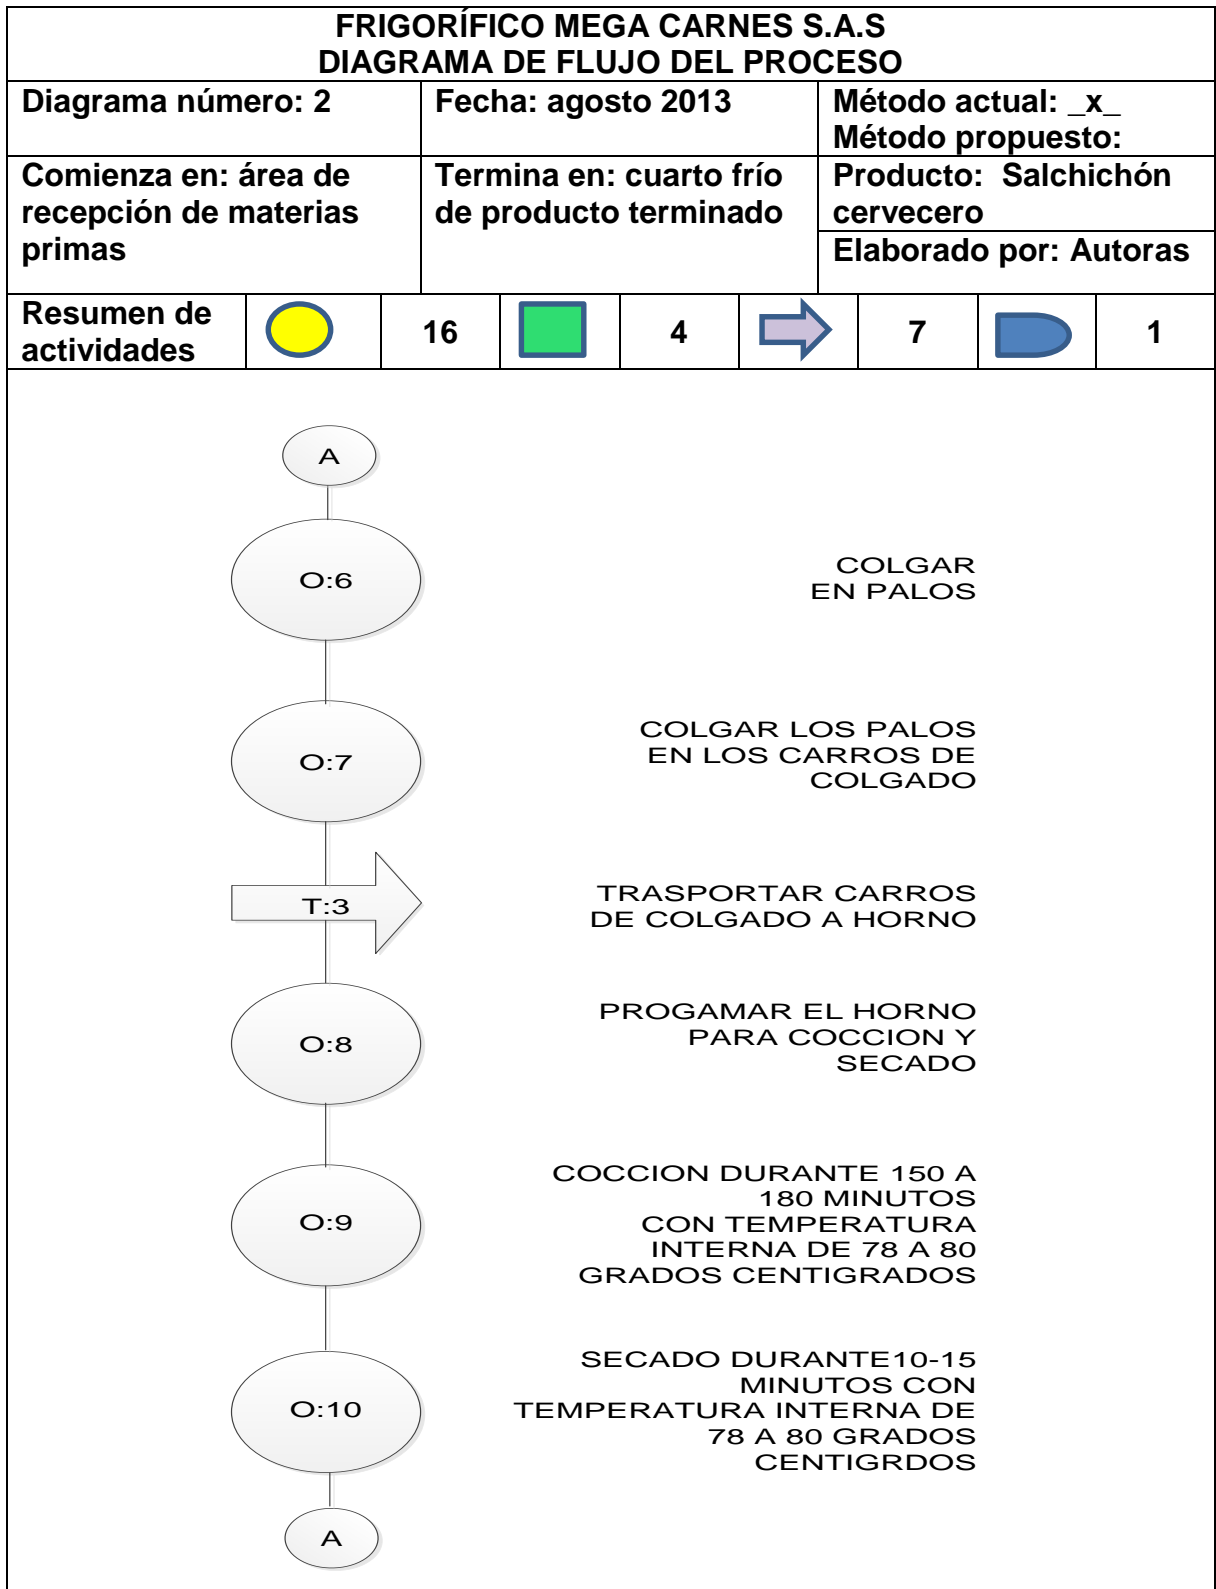 FRIGORÍFICO MEGA CARNES S.A.S
DIAGRAMA DE FLUJO DEL PROCESO
Diagrama número: 2
Fecha: agosto 2013
Método actual: _x_
Método propuesto:
Comienza en: área de
recepción de materias
primas
Termina en: cuarto frío
de producto terminado
Producto: Salchichón
cervecero
Elaborado por: Autoras
Resumen de
actividades
16
4
7
1
A
O:6
COLGAR
EN PALOS
O:7
COLGAR LOS PALOS
EN LOS CARROS DE
COLGADO
T:3
TRASPORTAR CARROS
DE COLGADO A HORNO
O:8
PROGAMAR EL HORNO
PARA COCCION Y
SECADO
O:9
COCCION DURANTE 150 A
180 MINUTOS
CON TEMPERATURA
INTERNA DE 78 A 80
GRADOS CENTIGRADOS
O:10
SECADO DURANTE10-15
MINUTOS CON
TEMPERATURA INTERNA DE
78 A 80 GRADOS
CENTIGRDOS
A